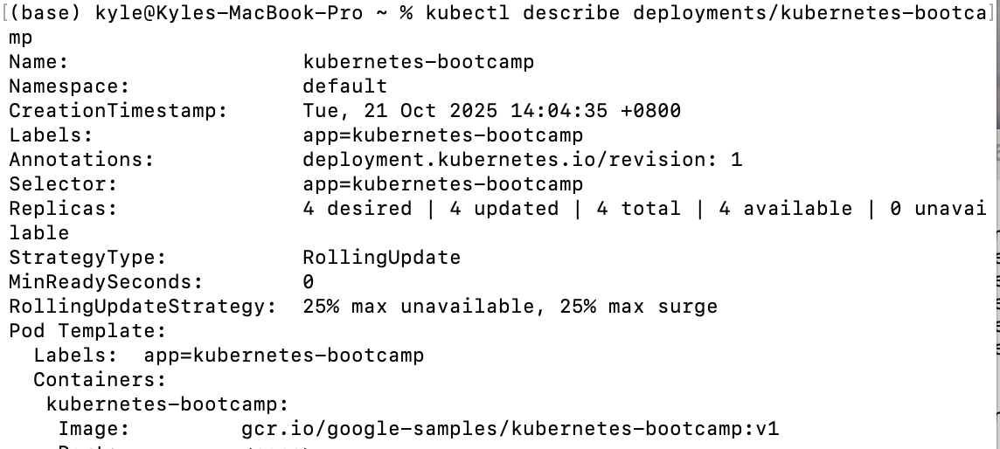 [(base) kyle@Kyles-MacBook-Pro ~ % kubectl describe deployments/kubernetes-bootca]
mp
Name:                   kubernetes-bootcamp
Namespace:              default
CreationTimestamp:      Tue, 21 Oct 2025 14:04:35 +0800
Labels:                 app=kubernetes-bootcamp
Annotations:            deployment.kubernetes.io/revision: 1
Selector:               app=kubernetes-bootcamp
Replicas:               4 desired | 4 updated | 4 total | 4 available | 0 unavai
lable
StrategyType:           RollingUpdate
MinReadySeconds:        0
RollingUpdateStrategy:  25% max unavailable, 25% max surge
Pod Template:
  Labels:  app=kubernetes-bootcamp
  Containers:
   kubernetes-bootcamp:
    Image:         gcr.io/google-samples/kubernetes-bootcamp:v1